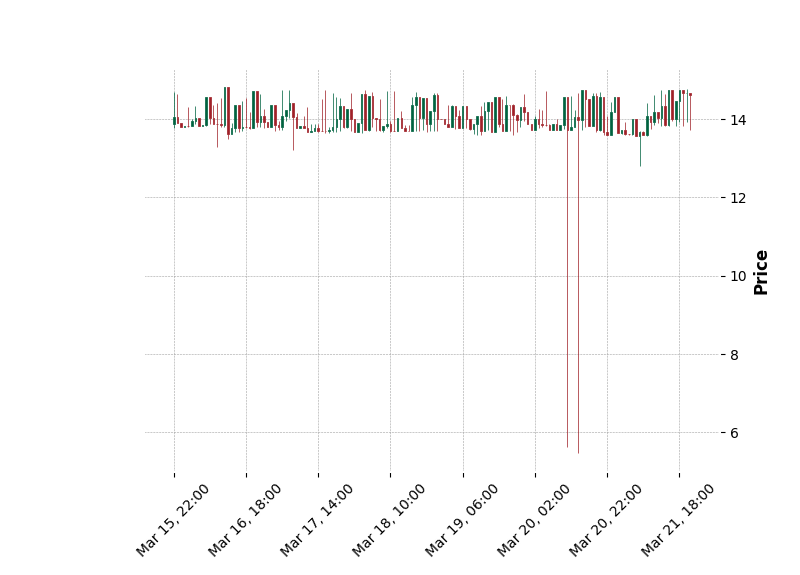 14
12
10
8
6
Price
Mar 15, 22:00
Mar 16, 18:00
Mar 17, 14:00
Mar 18, 10:00
Mar 19, 06:00
Mar 20, 02:00
Mar 20, 22:00
Mar 21, 18:00